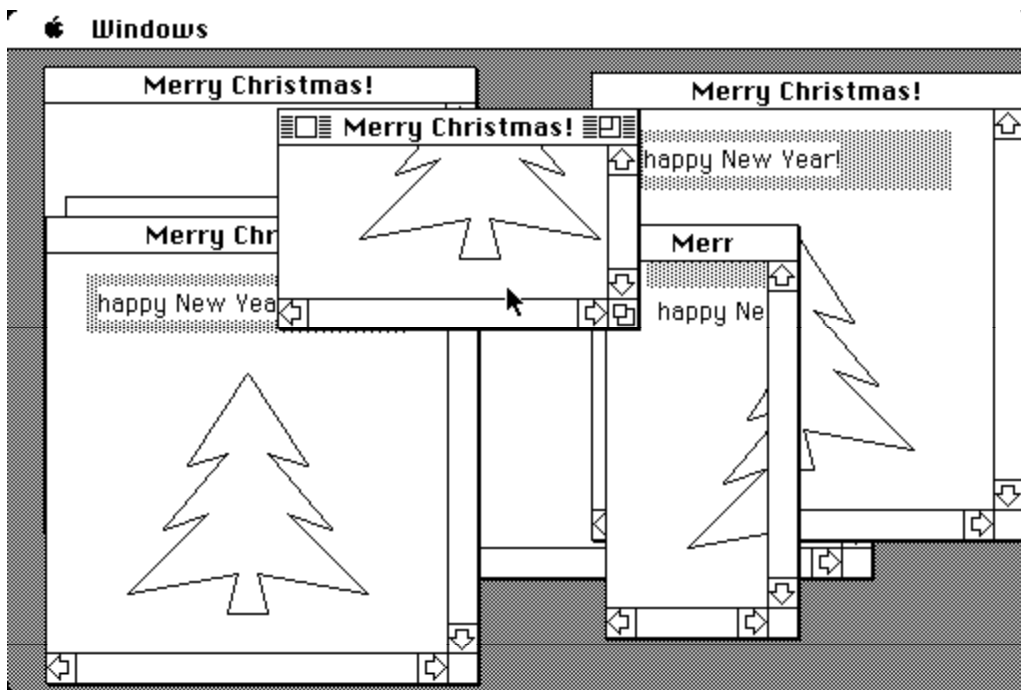 Windows
Merry Christmas!
Merry Christmas!
Merry Christmas!
happy New Year!
Merry Chr
Merr
happy New Yea
happy Ne